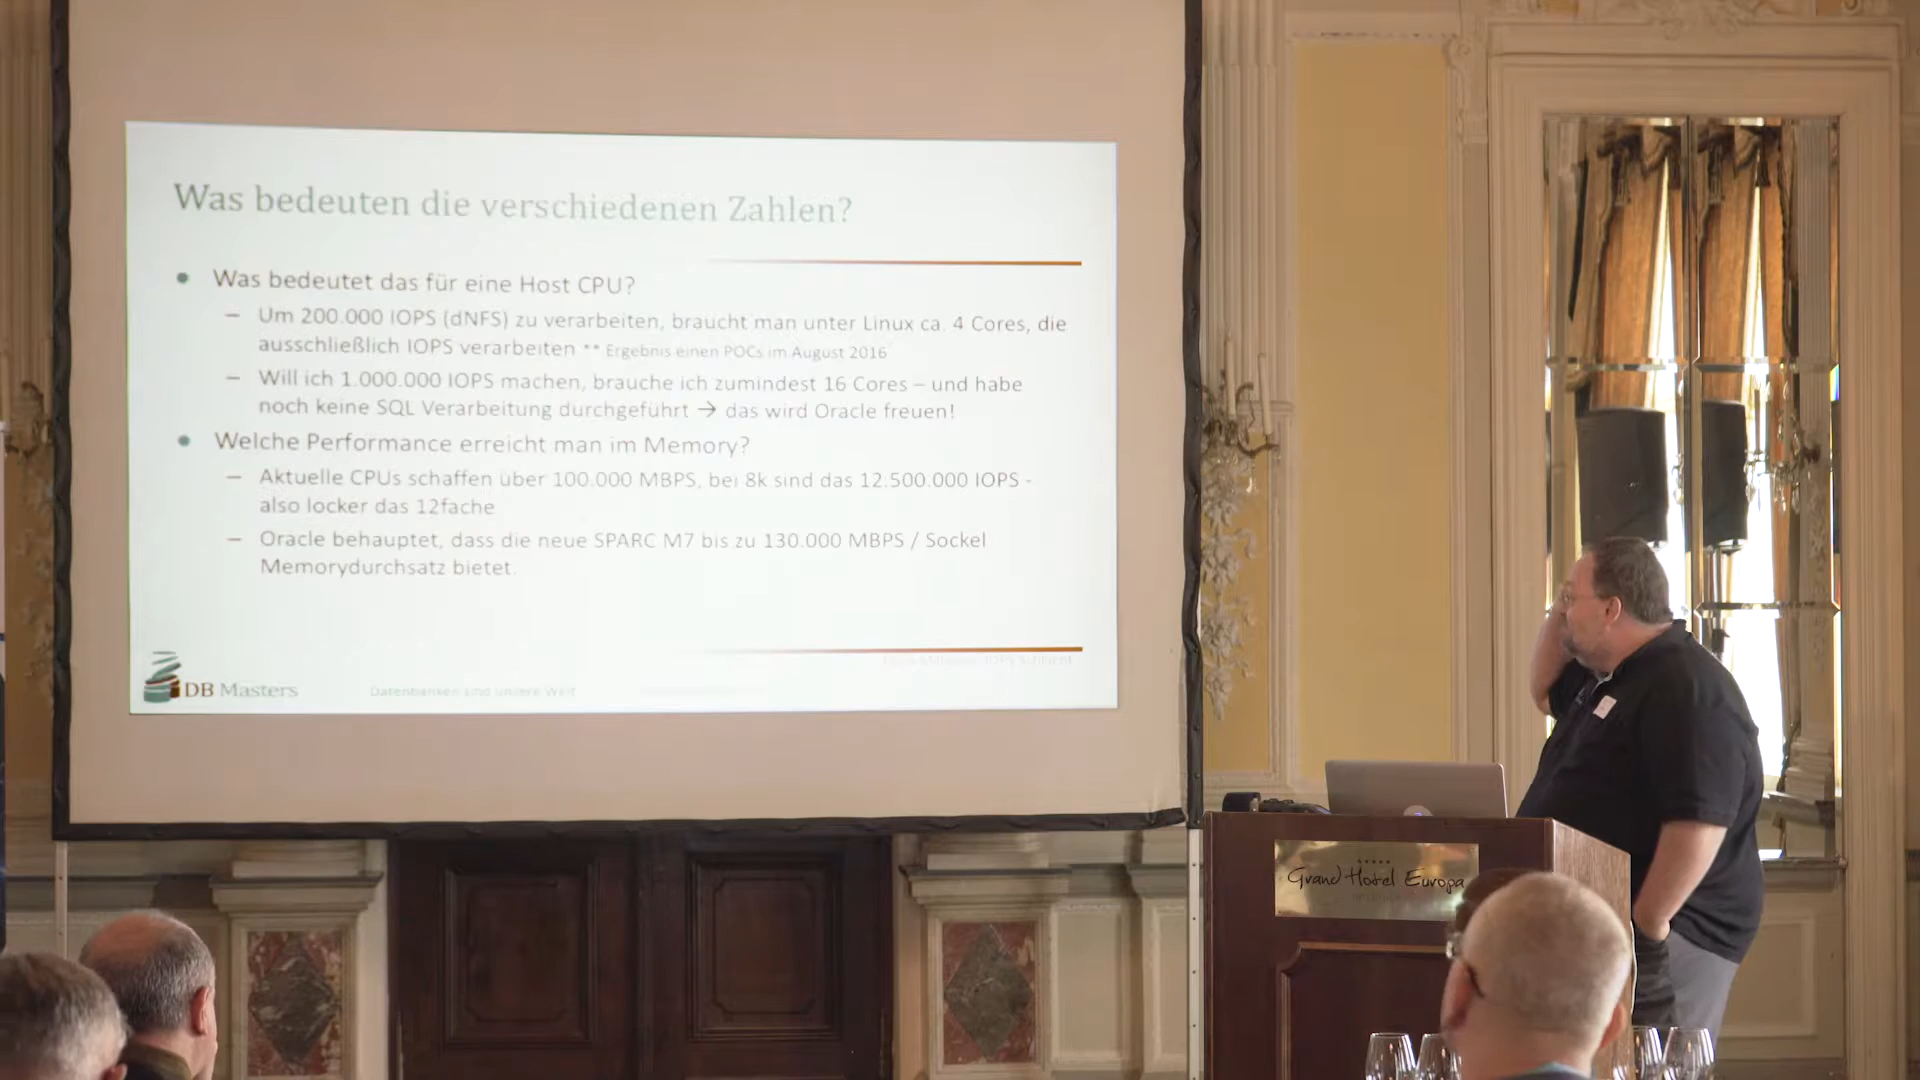 Was bedeuten die verschiedenen Zahlen?
Was bedeutet das für eine Host CPU?
– Um 200.000 IOPS (dNFS) zu verarbeiten, braucht man unter Linux ca. 4 Cores, die
ausschließlich IOPS verarbeiten ** Ergebnis einen POCs im August 2016
– Will ich 1.000.000 IOPS machen, brauche ich zumindest 16 Cores – und habe
noch keine SQL Verarbeitung durchgeführt → das wird Oracle freuen!
Welche Performance erreicht man im Memory?
– Aktuelle CPUs schaffen über 100.000 MBPS, bei 8k sind das 12.500.000 IOPS -
also locker das 12fache
– Oracle behauptet, dass die neue SPARC M7 bis zu 130.000 MBPS / Sockel
Memorydurchsatz bietet.
DB Masters
Datenbanken sind unsere Welt
Grand Hotel Europa